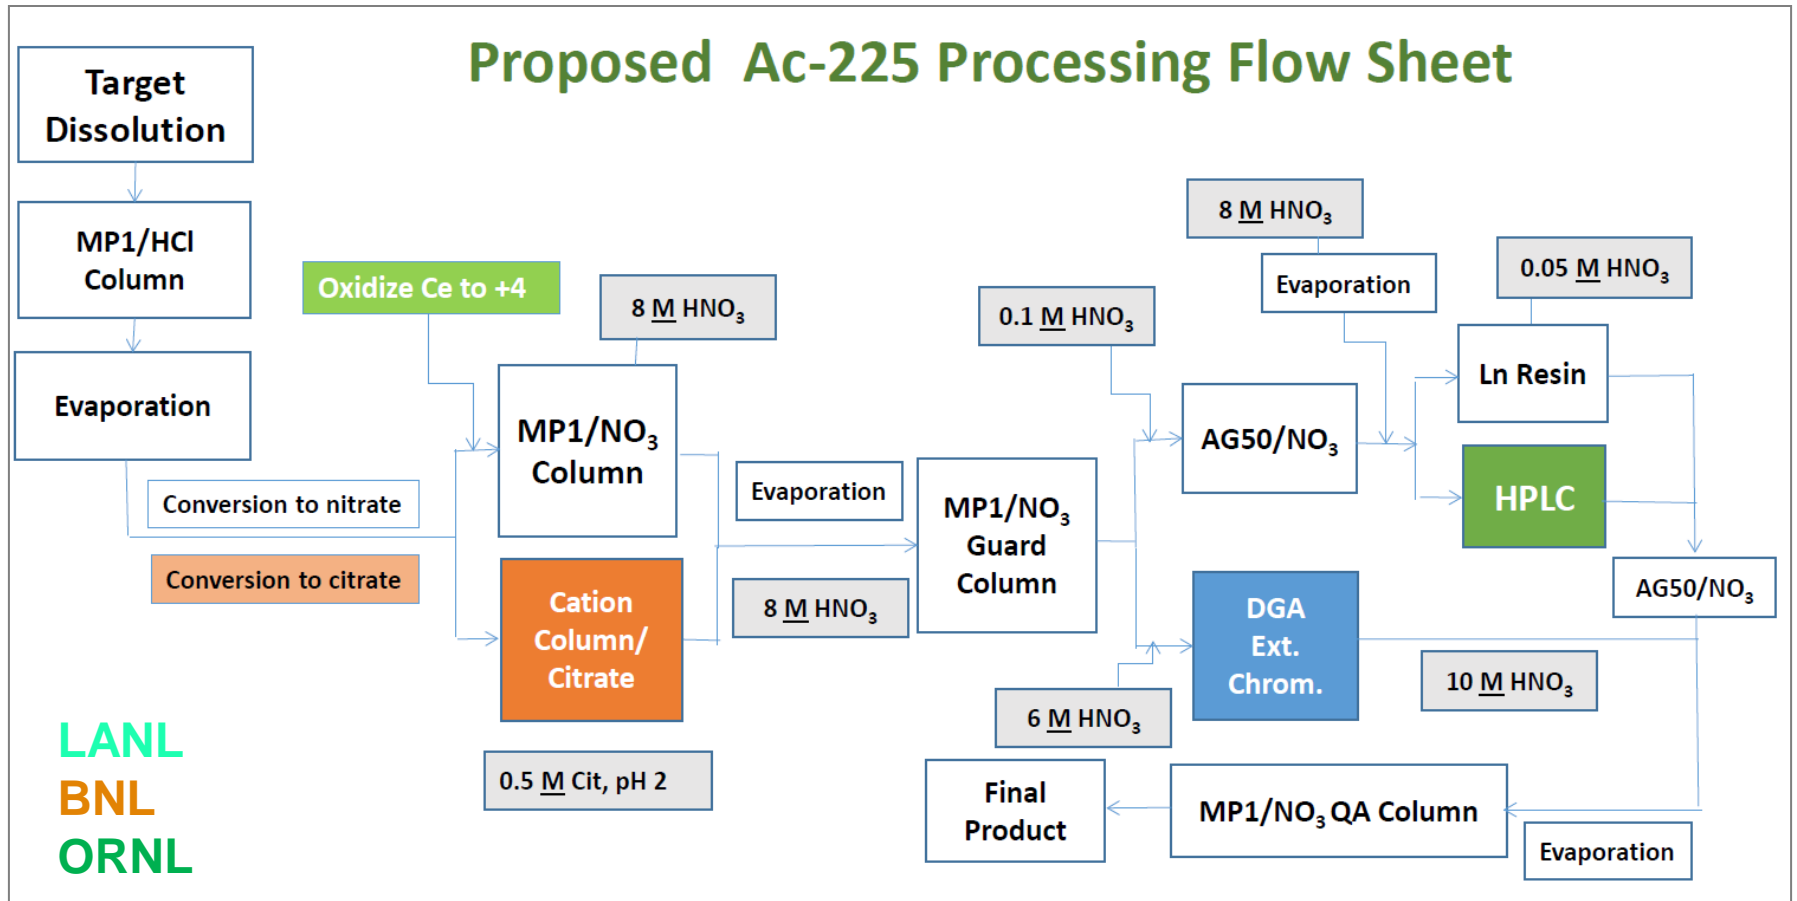 Proposed Ac-225 Processing Flow Sheet
Target
Dissolution
MP1/HCl
Column
Evaporation
Conversion to nitrate
Conversion to citrate
Oxidize Ce to +4
8 M HNO₃
MP1/NO₃
Column
Cation
Column/
Citrate
0.5 M Cit, pH 2
Evaporation
8 M HNO₃
MP1/NO₃
Guard
Column
0.1 M HNO₃
AG50/NO₃
8 M HNO₃
Evaporation
0.05 M HNO₃
Ln Resin
HPLC
AG50/NO₃
6 M HNO₃
DGA
Ext.
Chrom.
10 M HNO₃
Evaporation
MP1/NO₃ QA Column
Final
Product
LANL
BNL
ORNL